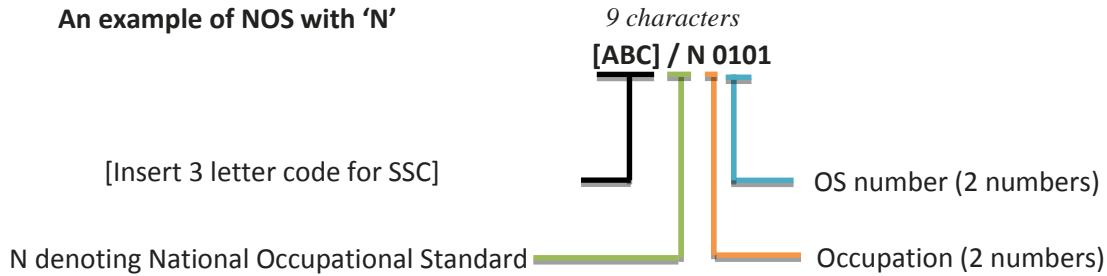 An example of NOS with ‘N’
9 characters
[ABC] / N 0101
[Insert 3 letter code for SSC]
OS number (2 numbers)
N denoting National Occupational Standard
Occupation (2 numbers)